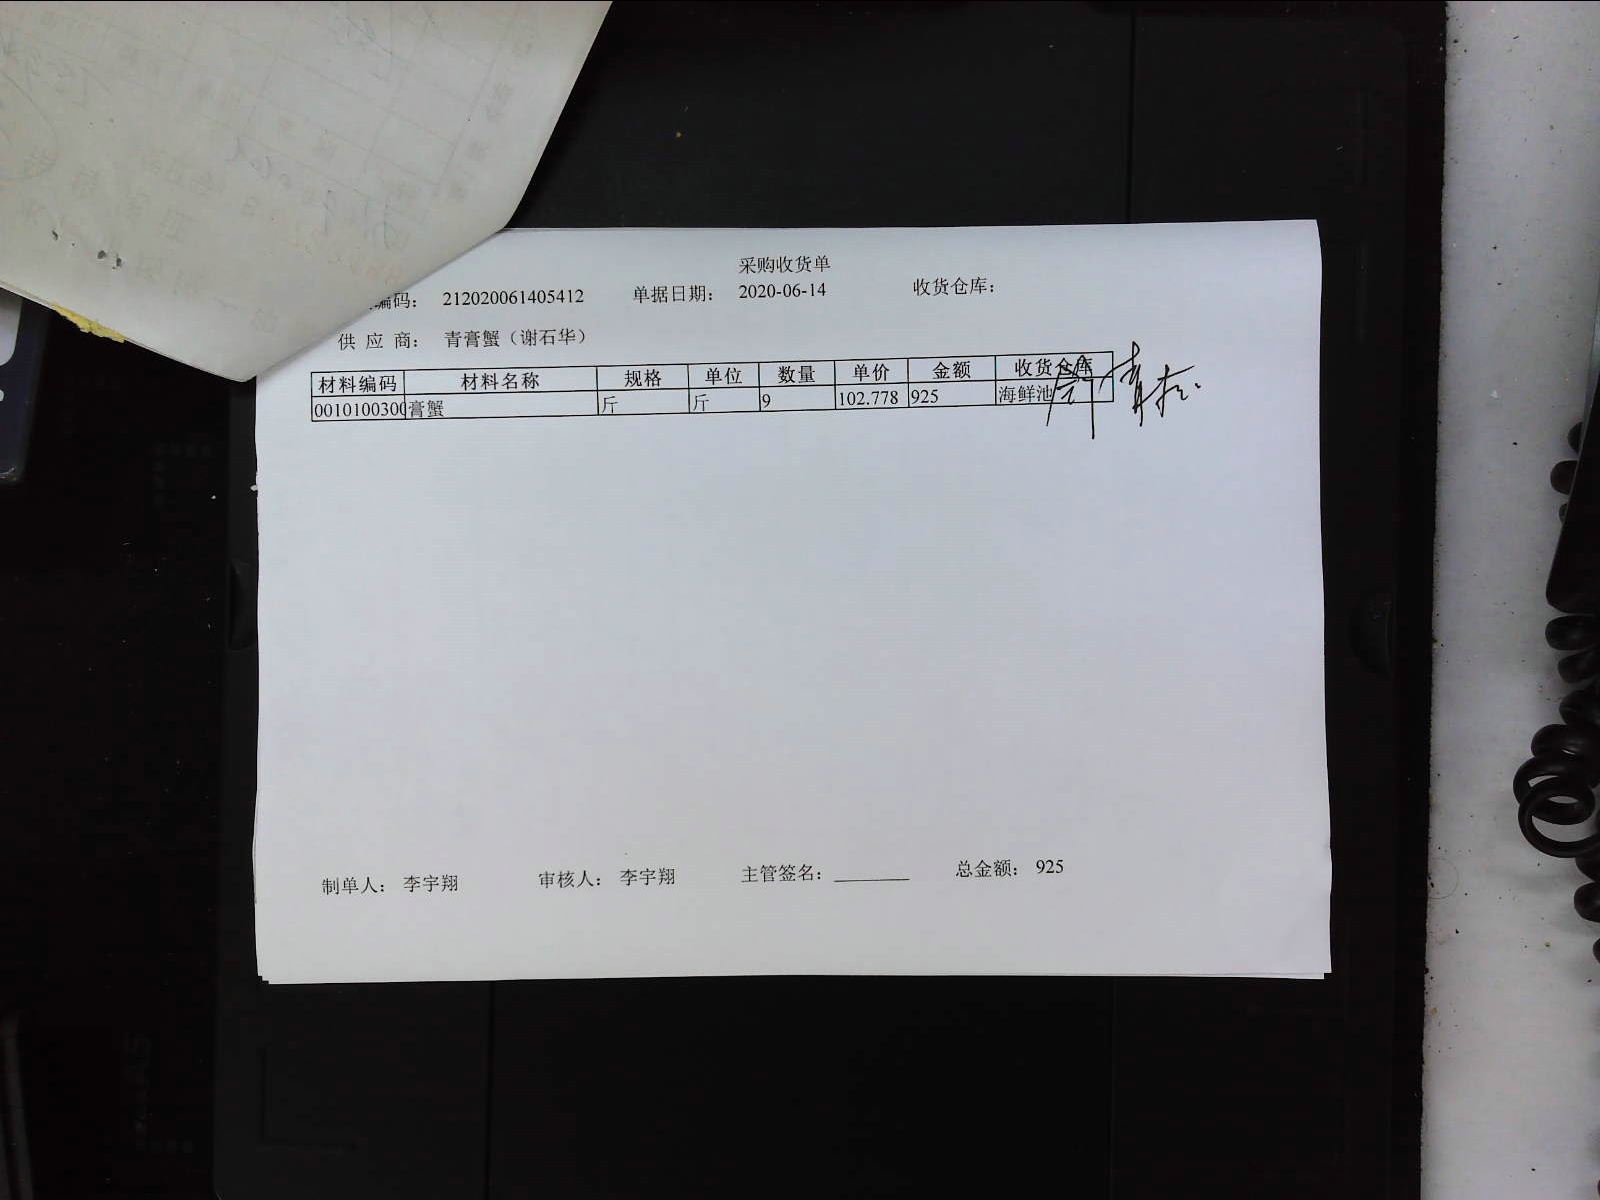 采购收货单
编码： 212020061405412 单据日期： 2020-06-14 收货仓库：
供 应 商： 青膏蟹（谢石华）
材料编码 材料名称 规格 单位 数量 单价 金额 收货仓库
0010100300 膏蟹 斤 斤 9 102.778 925 海鲜池
制单人： 李宇翔 审核人： 李宇翔 主管签名：________ 总金额： 925